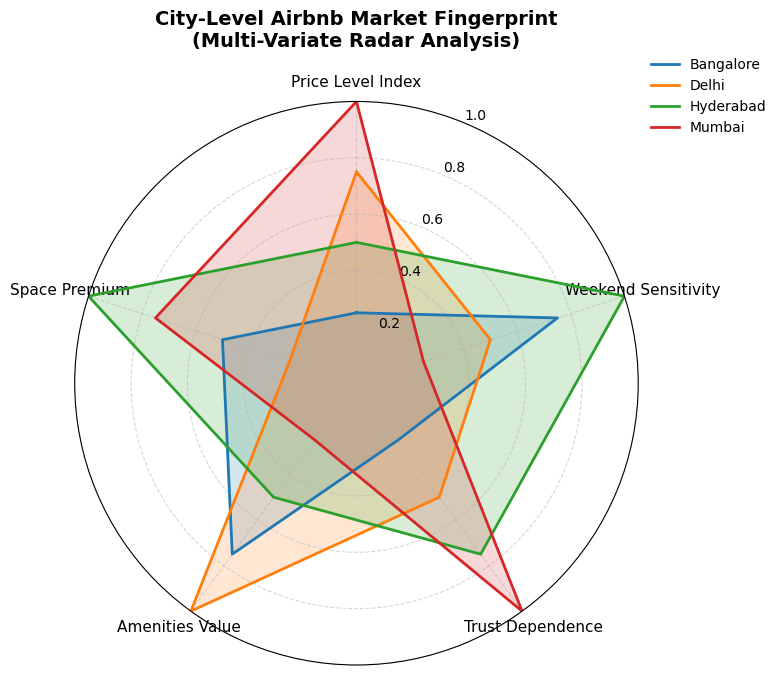 City-Level Airbnb Market Fingerprint
(Multi-Variate Radar Analysis)
Bangalore
Delhi
Hyderabad
Mumbai
Price Level Index
1.0
0.8
0.6
0.4
0.2
Space Premium
Weekend Sensitivity
Amenities Value
Trust Dependence